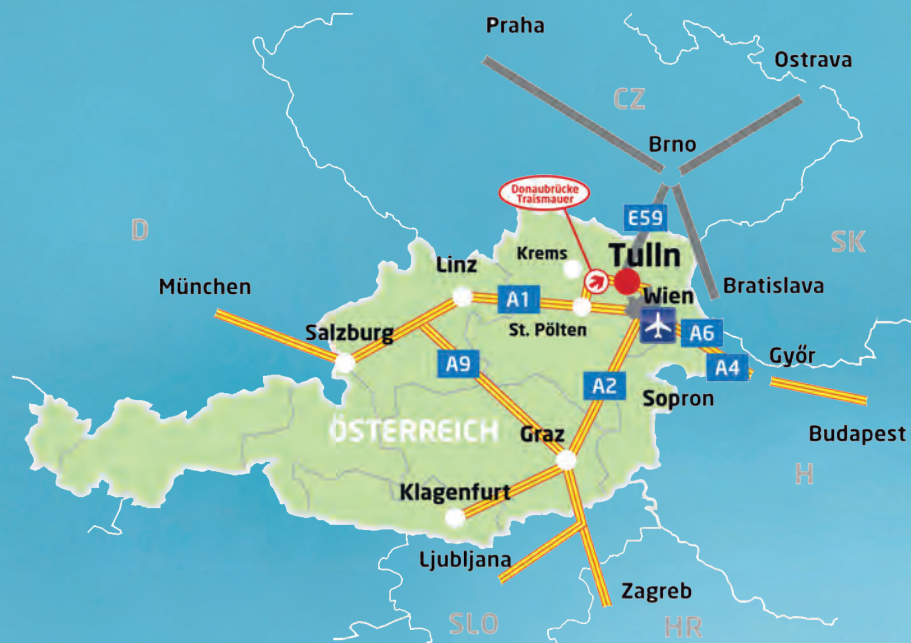 Praha
Ostrava
CZ
Brno
Donaubrücke
Traismauer
E59
D
SK
Krems
Tulln
Linz
München
Bratislava
A1
Wien
Salzburg
St. Pölten
A6
Győr
A9
A4
A2
Sopron
ÖSTERREICH
Graz
Budapest
H
Klagenfurt
Ljubljana
Zagreb
SLO
HR